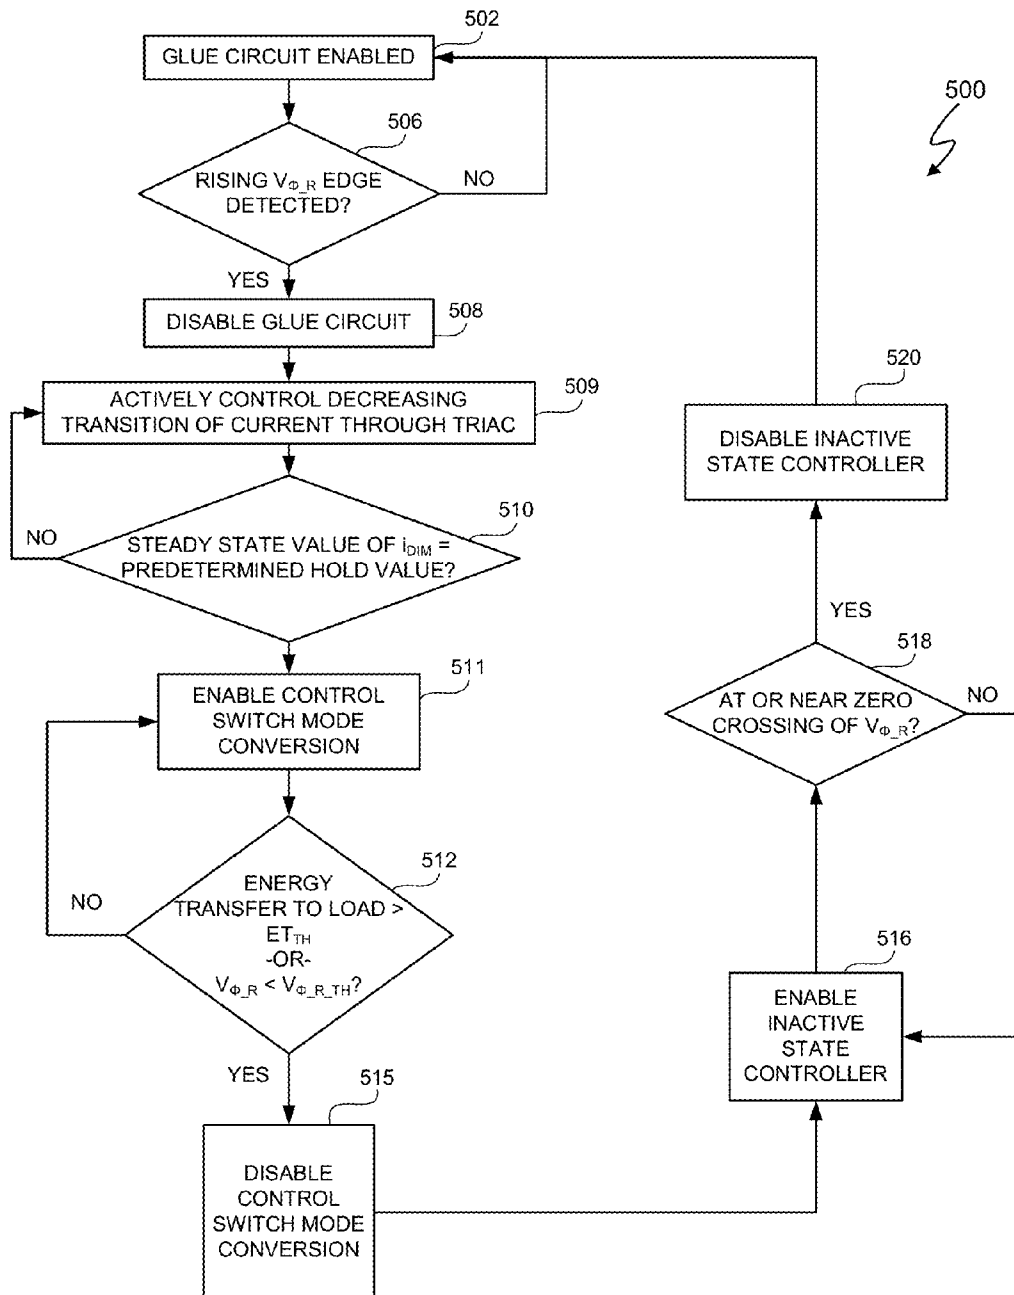 502
GLUE CIRCUIT ENABLED
500
506
RISING VΦ_R EDGE
DETECTED?
NO
YES
DISABLE GLUE CIRCUIT
508
ACTIVELY CONTROL DECREASING
TRANSITION OF CURRENT THROUGH TRIAC
509
NO
510
STEADY STATE VALUE OF iDIM =
PREDETERMINED HOLD VALUE?
511
ENABLE CONTROL
SWITCH MODE
CONVERSION
512
NO
ENERGY
TRANSFER TO LOAD >
ETTH
-OR-
VΦ_R < VΦ_R_TH?
YES
515
DISABLE
CONTROL
SWITCH MODE
CONVERSION
516
ENABLE
INACTIVE
STATE
CONTROLLER
518
AT OR NEAR ZERO
CROSSING OF VΦ_R?
NO
YES
520
DISABLE INACTIVE
STATE CONTROLLER